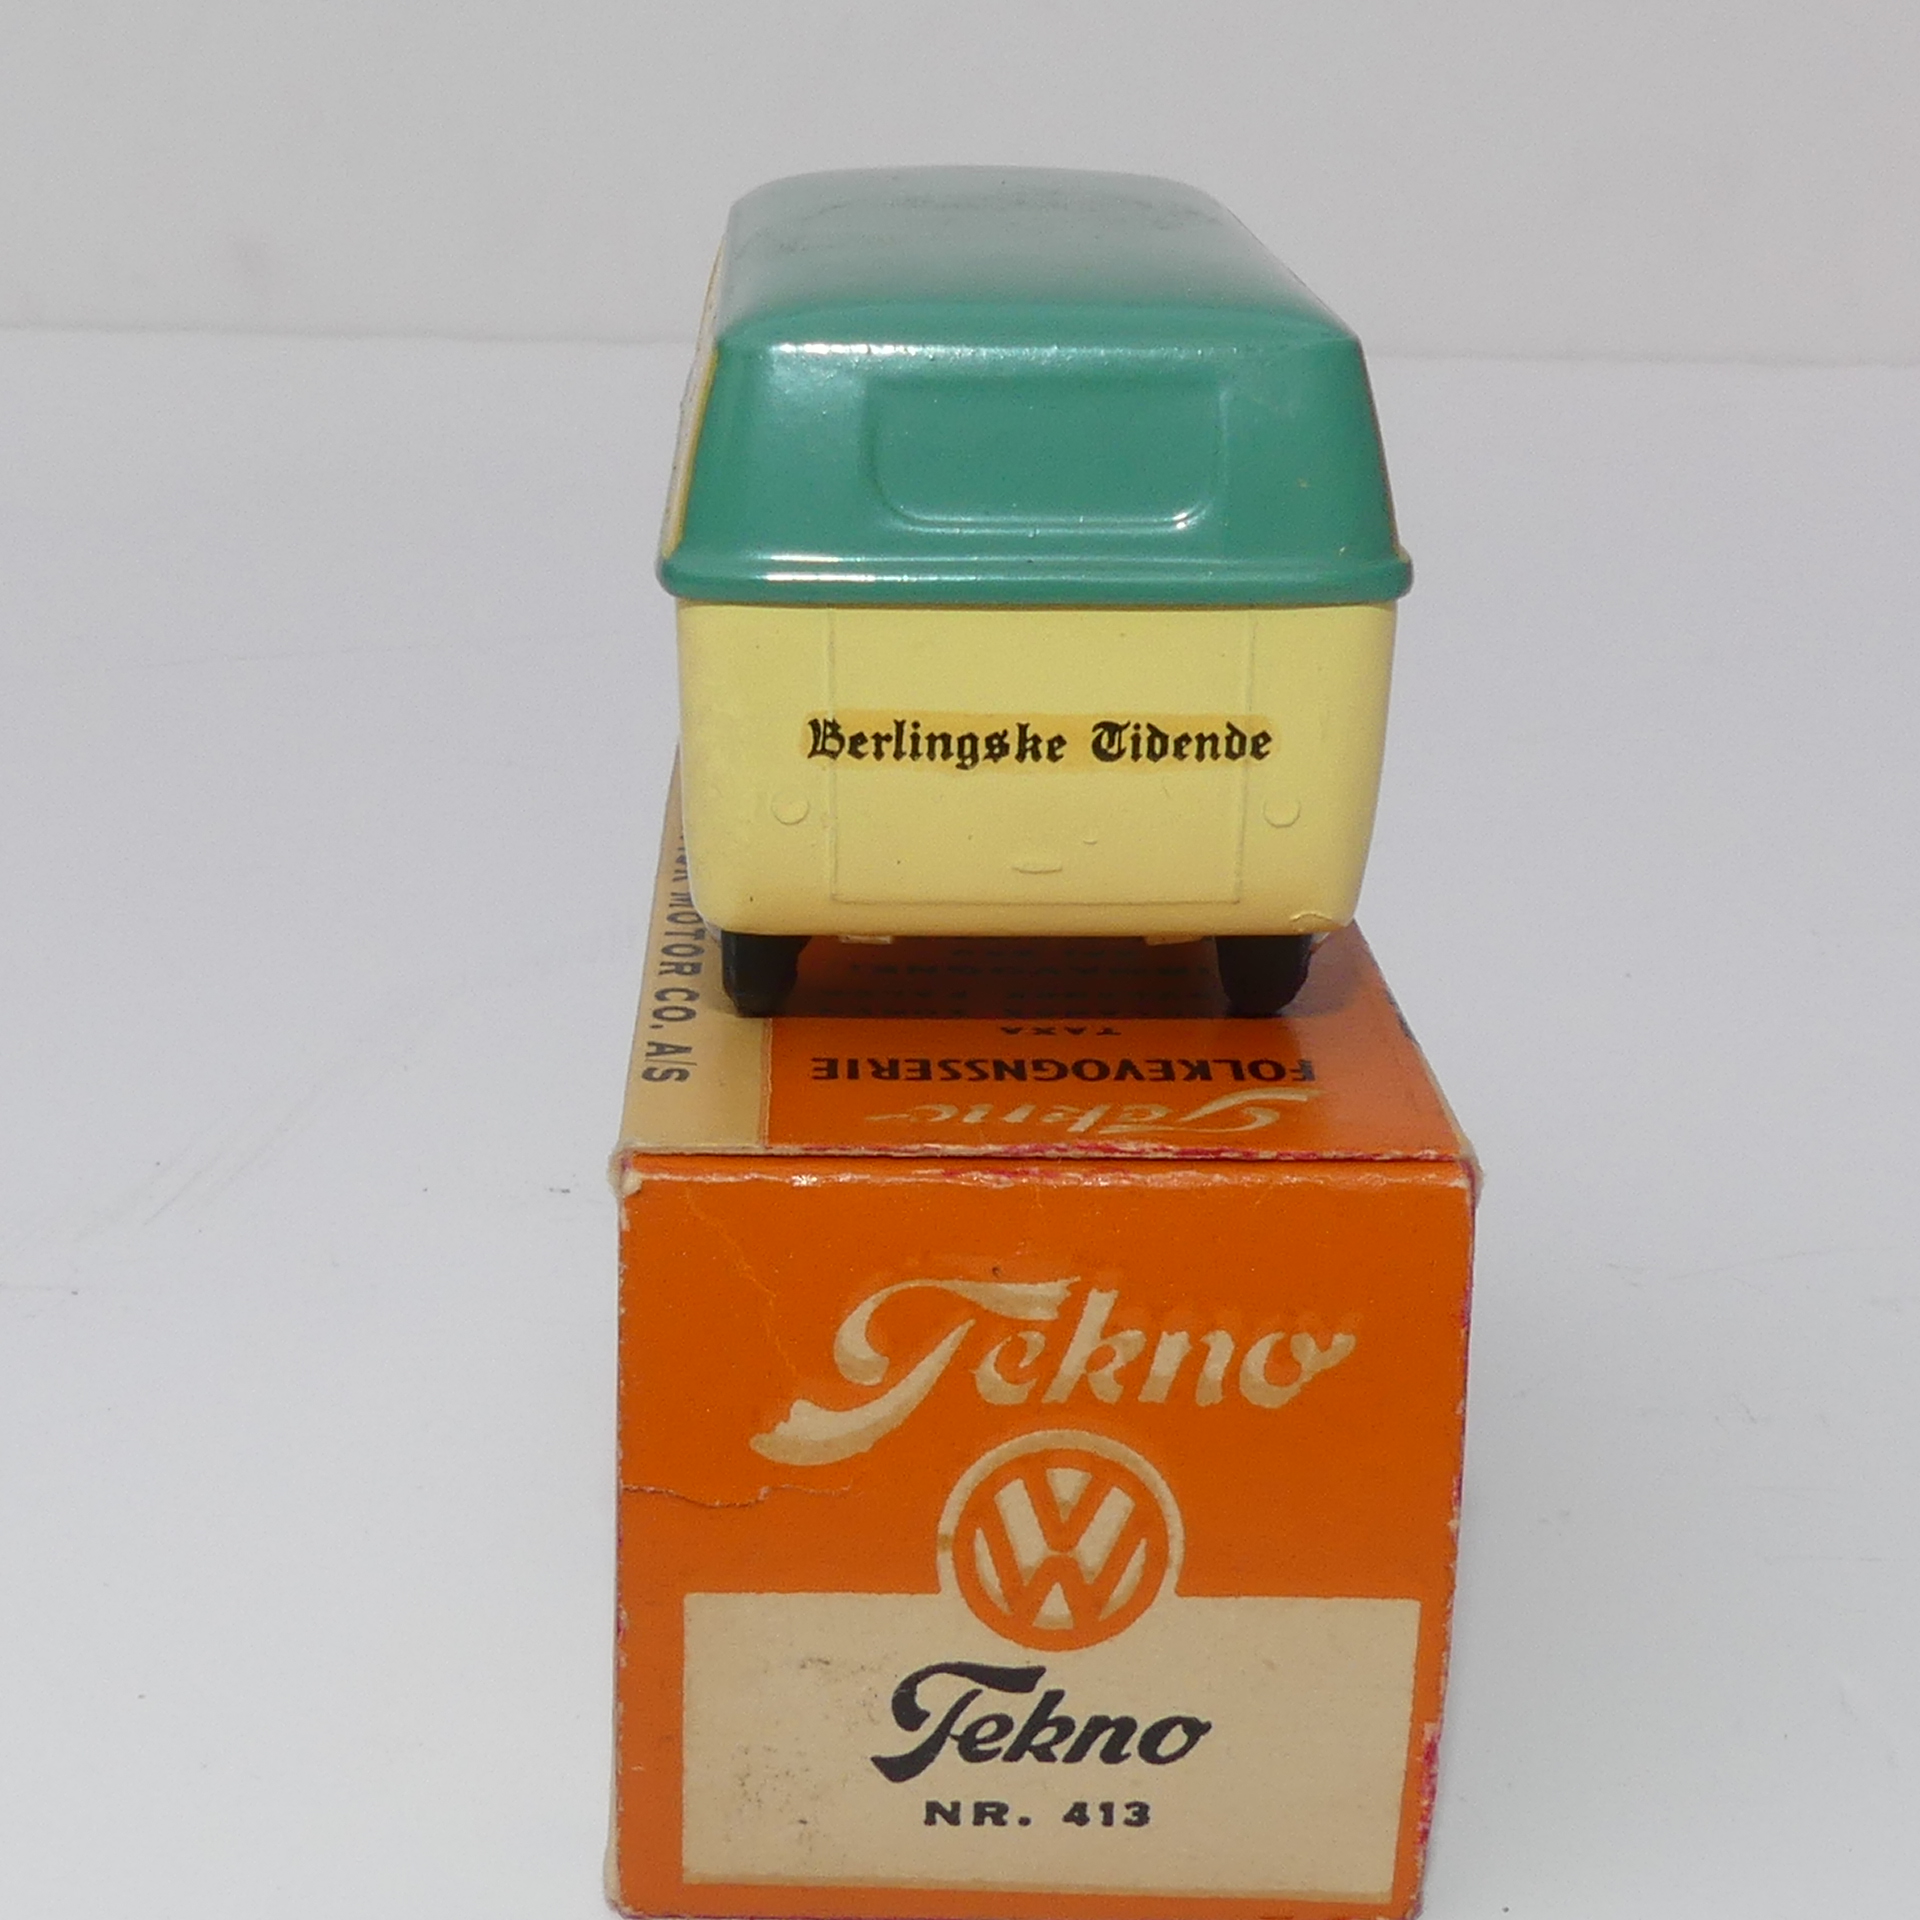 Berlingske Tidende
MOTOR CO. A/S
TAXA
FOLKEVOGNSSERIE
Tekno
Tekno
Tekno
NR. 413